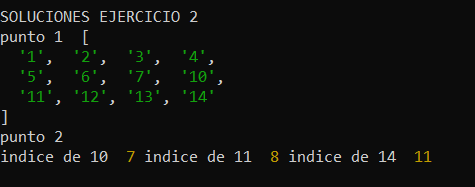 SOLUCIONES EJERCICIO 2
punto 1  [
  '1',  '2',  '3',  '4',
  '5',  '6',  '7',  '10',
  '11', '12', '13', '14'
]
punto 2
indice de 10  7 indice de 11  8 indice de 14  11